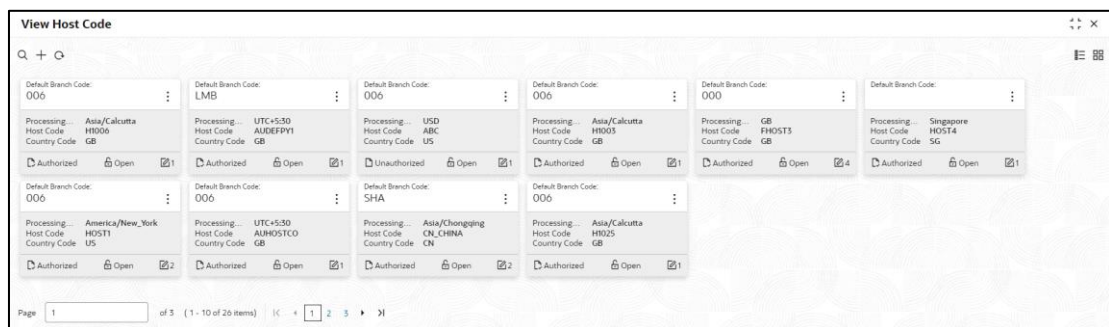 View Host Code
Default Branch Code:
006
Processing... Asia/Calcutta
Host Code H1006
Country Code GB
Authorized Open 1
Default Branch Code:
LMB
Processing... UTC+5:30
Host Code AUDEFPY1
Country Code GB
Authorized Open 1
Default Branch Code:
006
Processing... USD
Host Code ABC
Country Code US
Unauthorized Open 1
Default Branch Code:
006
Processing... Asia/Calcutta
Host Code H1003
Country Code GB
Authorized Open 1
Default Branch Code:
000
Processing... GB
Host Code FHOST3
Country Code GB
Authorized Open 4
Default Branch Code:
Processing... Singapore
Host Code HOST4
Country Code SG
Authorized Open 1
Default Branch Code:
006
Processing... America/New_York
Host Code HOST1
Country Code US
Authorized Open 2
Default Branch Code:
006
Processing... UTC+5:30
Host Code AUHOSTCO
Country Code GB
Authorized Open 1
Default Branch Code:
SHA
Processing... Asia/Chongqing
Host Code CN_CHINA
Country Code CN
Authorized Open 2
Default Branch Code:
006
Processing... Asia/Calcutta
Host Code H1025
Country Code GB
Authorized Open 1
Page 1 of 3 (1 - 10 of 26 items) 1 2 3